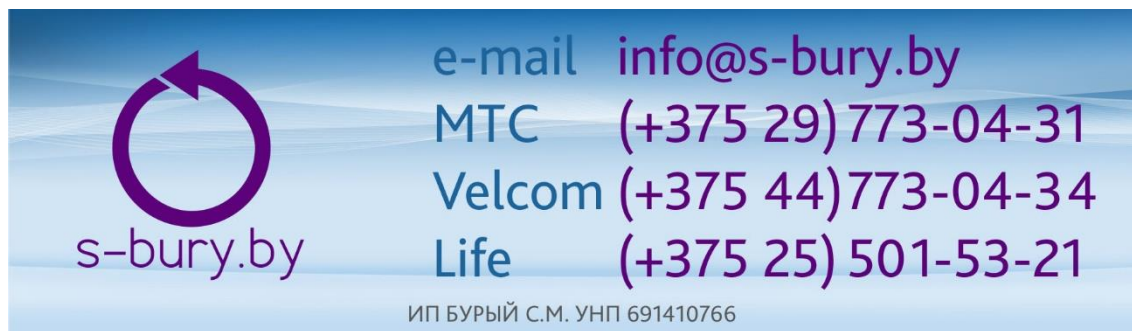 e-mail info@s-bury.by
МТС (+375 29) 773-04-31
Velcom (+375 44) 773-04-34
Life (+375 25) 501-53-21
s-bury.by
ИП БУРЫЙ С.М. УНП 691410766